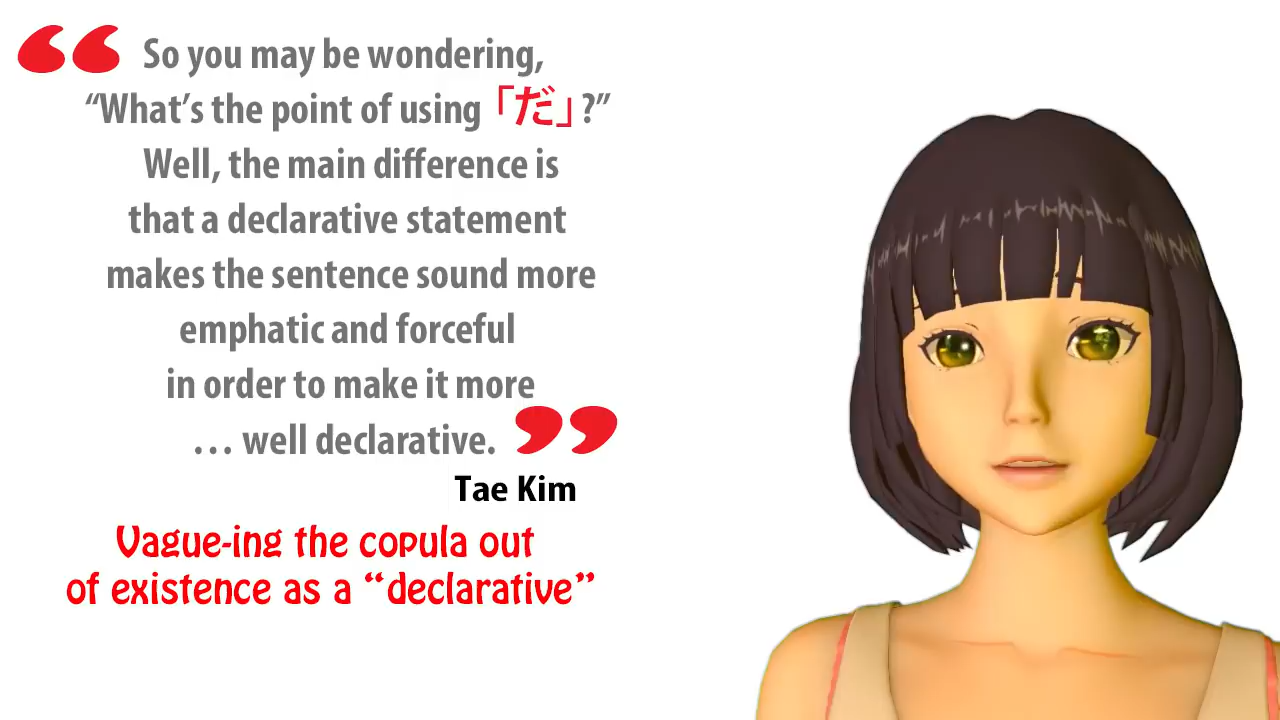 “ So you may be wondering,
“What’s the point of using 「だ」?”
Well, the main difference is
that a declarative statement
makes the sentence sound more
emphatic and forceful
in order to make it more
… well declarative. ”
Tae Kim
Vague-ing the copula out
of existence as a “declarative”